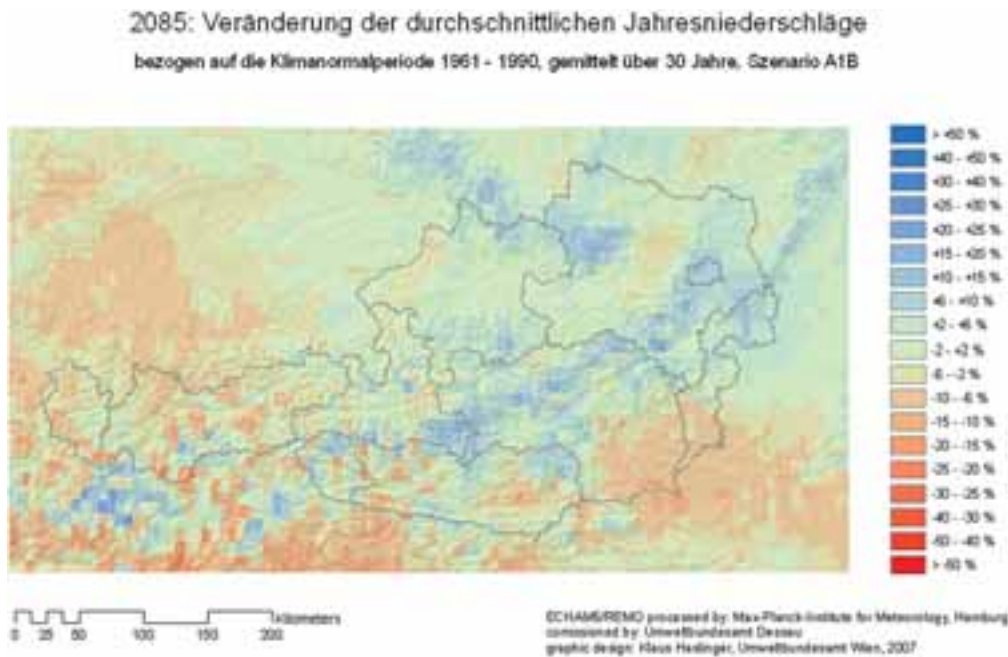 2085: Veränderung der durchschnittlichen Jahresniederschläge
bezogen auf die Klimanormalperiode 1961 - 1990, gemittelt über 30 Jahre, Szenario A1B
> +50 %
+40 - +50 %
+30 - +40 %
+25 - +30 %
+20 - +25 %
+15 - +25 %
+10 - +15 %
+6 - +10 %
+2 - +6 %
-2 - +2 %
-6 - -2 %
-10 - -6 %
-15 - -10 %
-20 - -15 %
-25 - -20 %
-30 - -25 %
-40 - -30 %
-50 - -40 %
> -50 %
Kilometers
0 25 50 100 150 200
ECHAM5/REMO processed by: Max-Planck-Institute for Meteorology, Hamburg
comissioned by: Umweltbundesamt Dessau
graphic design: Klaus Hadinger, Umweltbundesamt Wien, 2007